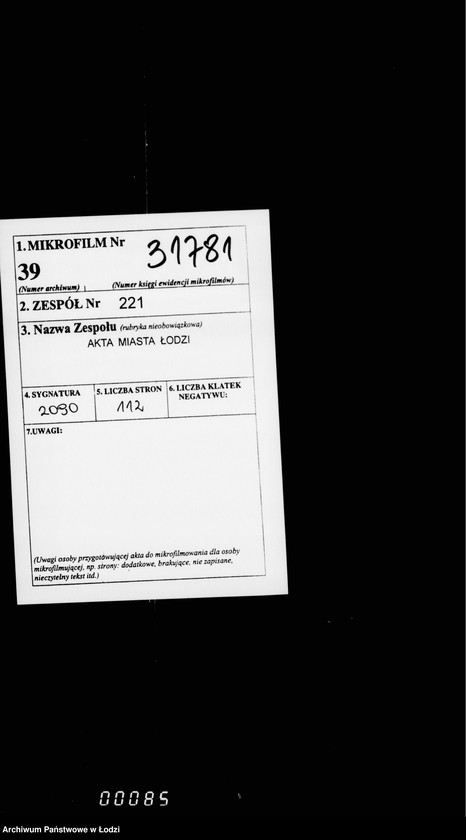 1. MIKROFILM Nr 31781
39
(Numer archiwum) (Numer księgi ewidencji mikrofilmów)
2. ZESPÓŁ Nr 221
3. Nazwa Zespołu (rubryka nieobowiązkowa)
AKTA MIASTA ŁODZI
4. SYGNATURA 5. LICZBA STRON 6. LICZBA KLATEK
NEGATYWU:
2090 112
7.UWAGI:
(Uwagi osoby przygotówującej akta do mikrofilmowania dla osoby
mikrofilmującej, np. strony: dodatkowe, brakujące, nie zapisane,
nieczytelny tekst itd.)
00085
Archiwum Państwowe w Łodzi